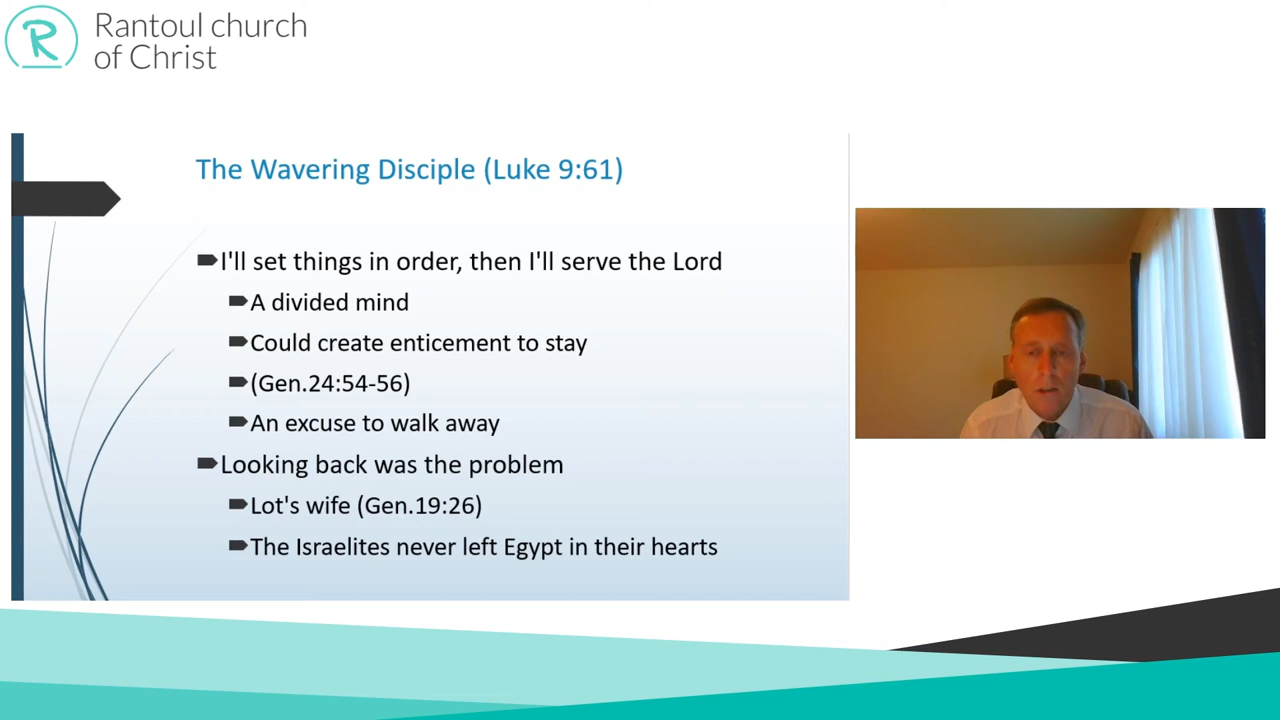 Rantoul church
of Christ
The Wavering Disciple (Luke 9:61)
I'll set things in order, then I'll serve the Lord
A divided mind
Could create enticement to stay
(Gen.24:54-56)
An excuse to walk away
Looking back was the problem
Lot's wife (Gen.19:26)
The Israelites never left Egypt in their hearts